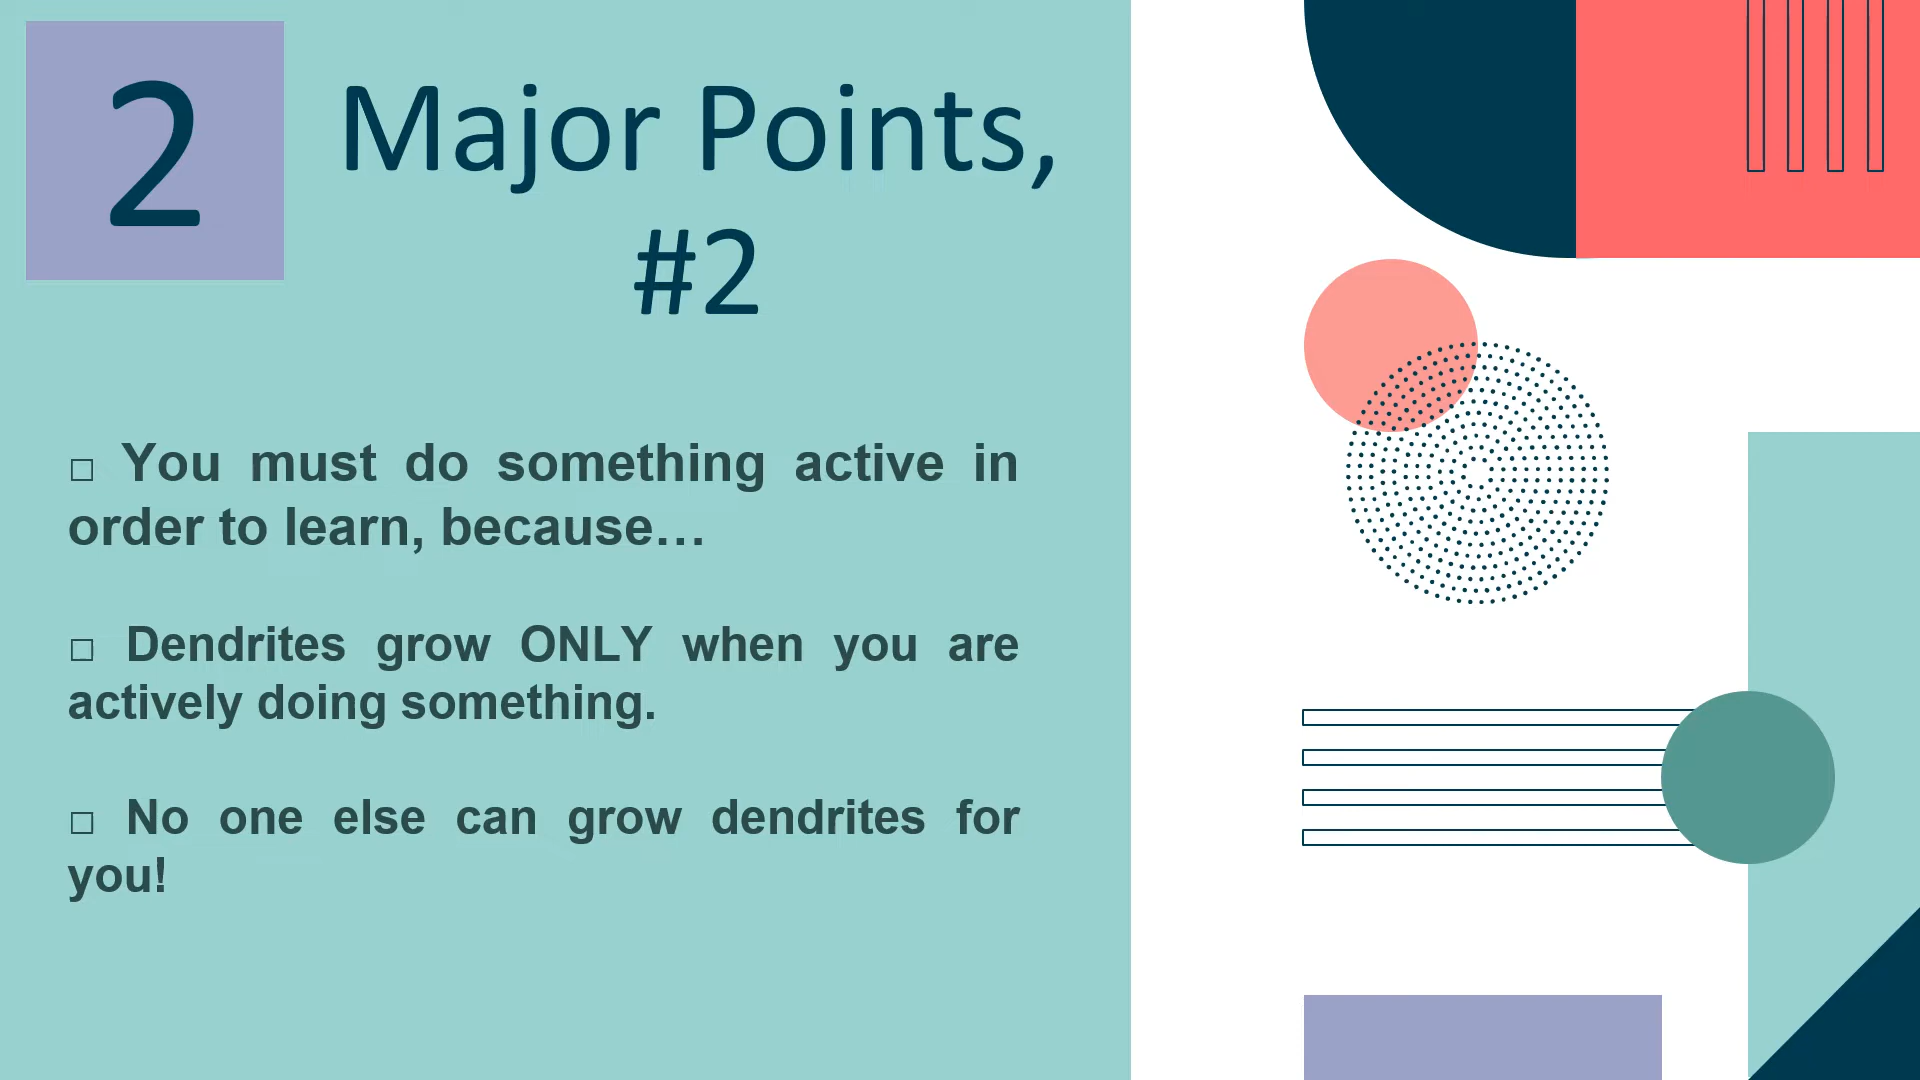 2
Major Points,
#2
□ You must do something active in
order to learn, because…
□ Dendrites grow ONLY when you are
actively doing something.
□ No one else can grow dendrites for
you!